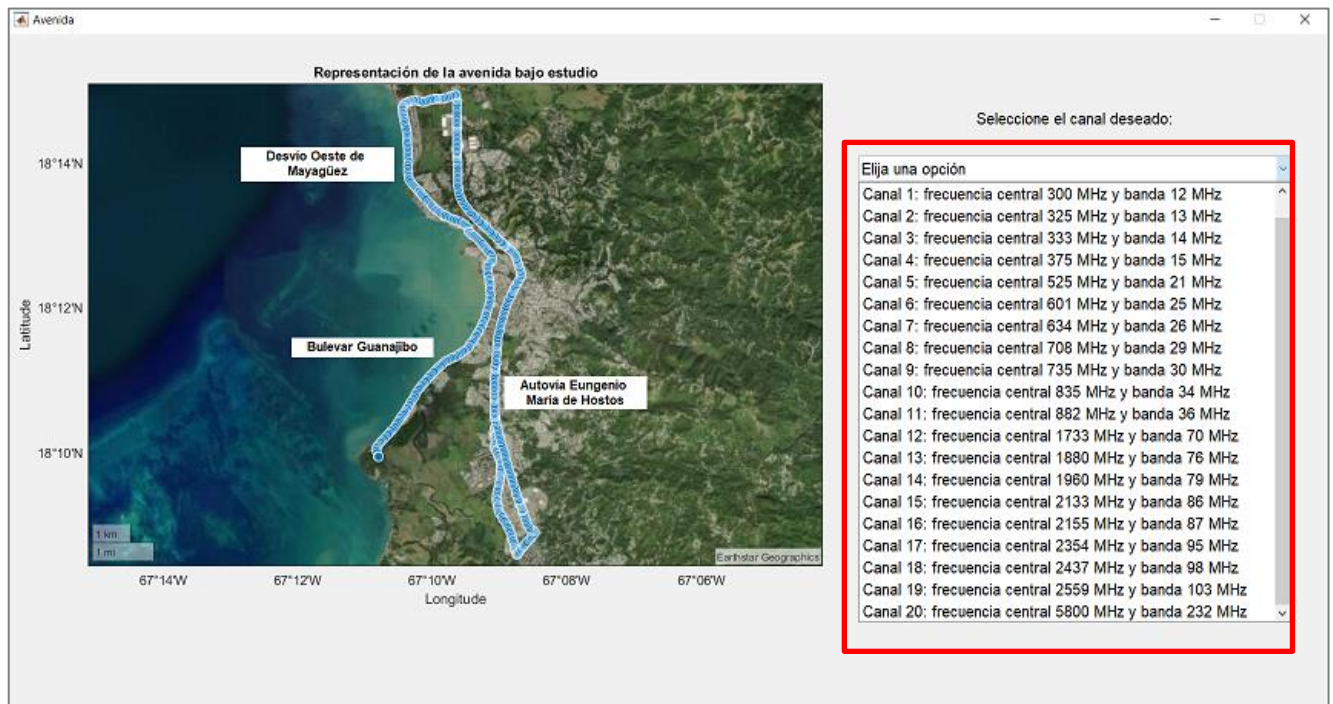 Avenida
Representación de la avenida bajo estudio
Desvío Oeste de
Mayagüez
Bulevar Guanajibo
Autovía Eungenio
María de Hostos
18°14'N
18°12'N
18°10'N
Latitude
1 km
1 mi
Earthstar Geographics
67°14'W
67°12'W
67°10'W
67°08'W
67°06'W
Longitude
Seleccione el canal deseado:
Elija una opción
Canal 1: frecuencia central 300 MHz y banda 12 MHz
Canal 2: frecuencia central 325 MHz y banda 13 MHz
Canal 3: frecuencia central 333 MHz y banda 14 MHz
Canal 4: frecuencia central 375 MHz y banda 15 MHz
Canal 5: frecuencia central 525 MHz y banda 21 MHz
Canal 6: frecuencia central 601 MHz y banda 25 MHz
Canal 7: frecuencia central 634 MHz y banda 26 MHz
Canal 8: frecuencia central 708 MHz y banda 29 MHz
Canal 9: frecuencia central 735 MHz y banda 30 MHz
Canal 10: frecuencia central 835 MHz y banda 34 MHz
Canal 11: frecuencia central 882 MHz y banda 36 MHz
Canal 12: frecuencia central 1733 MHz y banda 70 MHz
Canal 13: frecuencia central 1880 MHz y banda 76 MHz
Canal 14: frecuencia central 1960 MHz y banda 79 MHz
Canal 15: frecuencia central 2133 MHz y banda 86 MHz
Canal 16: frecuencia central 2155 MHz y banda 87 MHz
Canal 17: frecuencia central 2354 MHz y banda 95 MHz
Canal 18: frecuencia central 2437 MHz y banda 98 MHz
Canal 19: frecuencia central 2559 MHz y banda 103 MHz
Canal 20: frecuencia central 5800 MHz y banda 232 MHz